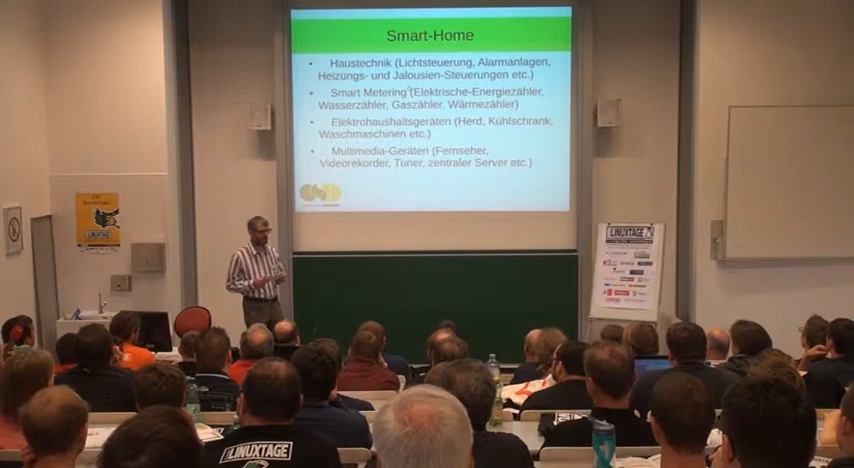 Smart-Home
• Haustechnik (Lichtsteuerung, Alarmanlagen,
Heizungs- und Jalousien-Steuerungen etc.)
• Smart Metering (Elektrische-Energiezähler,
Wasserzähler, Gaszähler, Wärmezähler)
• Elektrohaushaltsgeräten (Herd, Kühlschrank,
Waschmaschinen etc.)
• Multimedia-Geräten (Fernseher,
Videorekorder, Tuner, zentraler Server etc.)
LINUXTAGE
LINUXTAGE